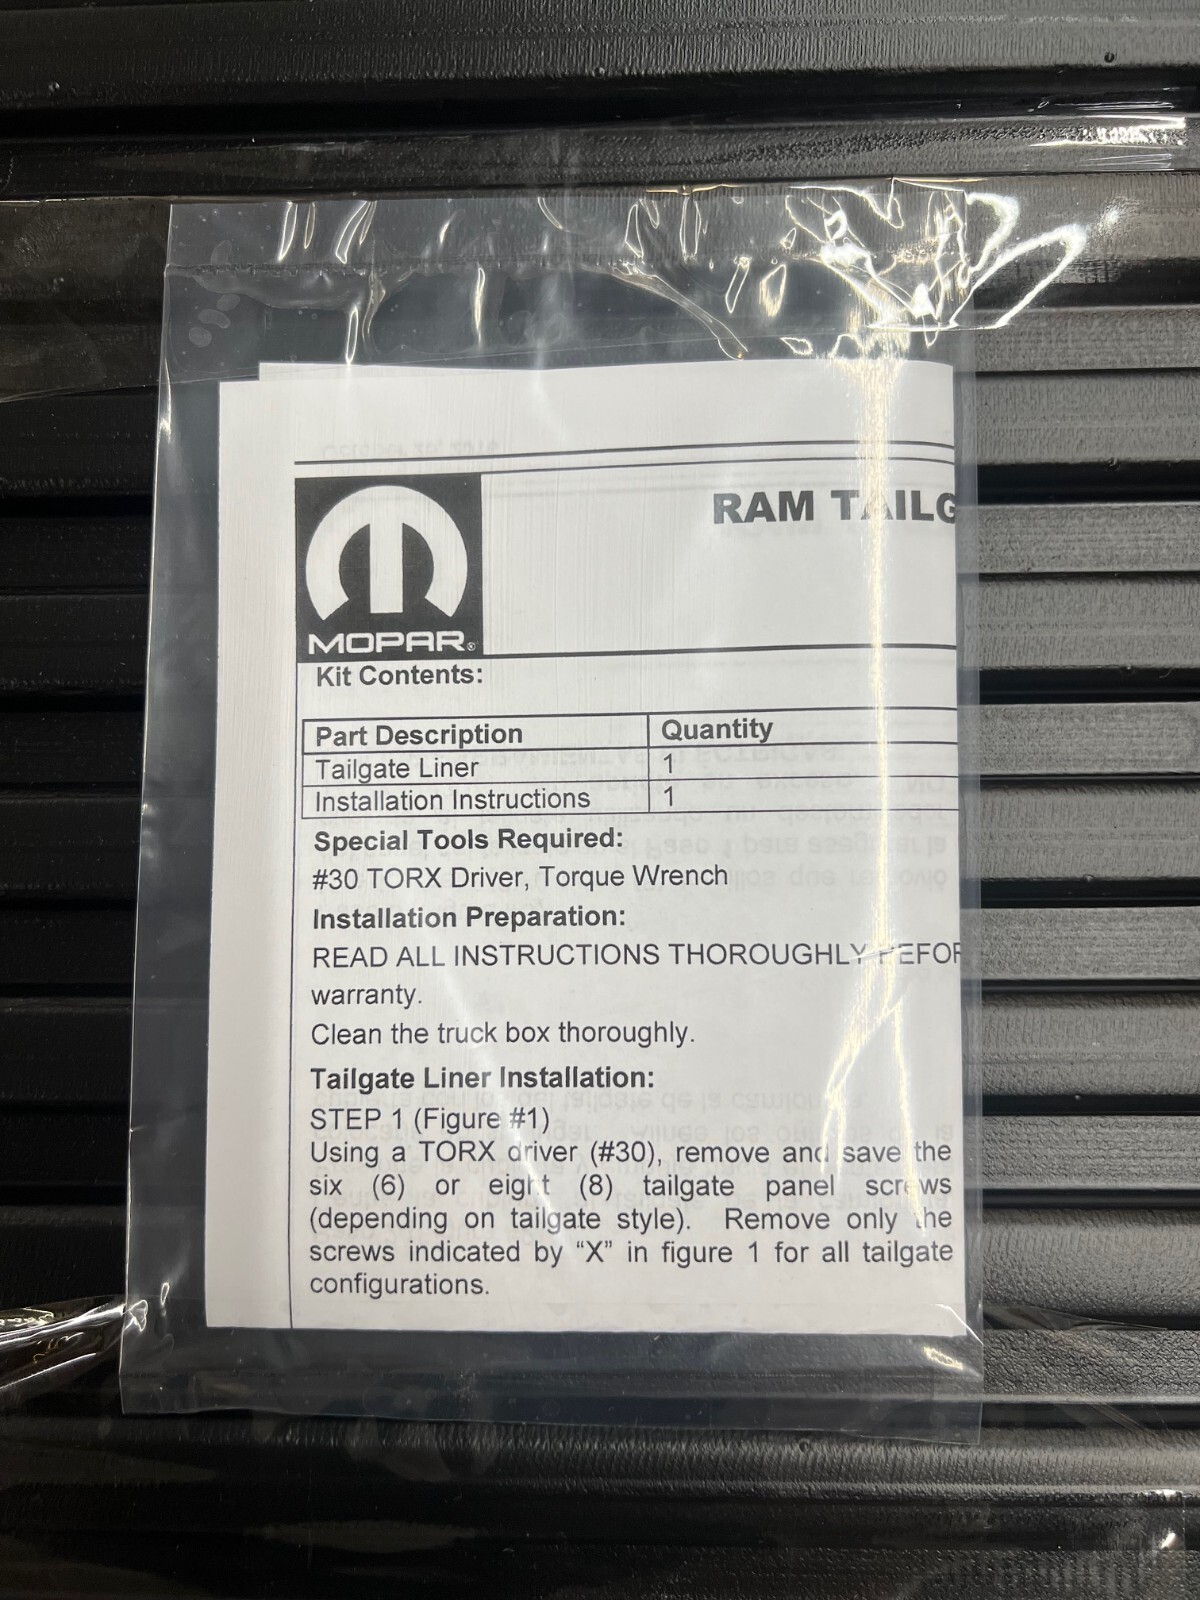 RAM TAILG
MOPAR®
Kit Contents:
Part Description Quantity
Tailgate Liner 1
Installation Instructions 1
Special Tools Required:
#30 TORX Driver, Torque Wrench
Installation Preparation:
READ ALL INSTRUCTIONS THOROUGHLY BEFOR
warranty.
Clean the truck box thoroughly.
Tailgate Liner Installation:
STEP 1 (Figure #1)
Using a TORX driver (#30), remove and save the
six (6) or eight (8) tailgate panel screws
(depending on tailgate style). Remove only the
screws indicated by “X” in figure 1 for all tailgate
configurations.